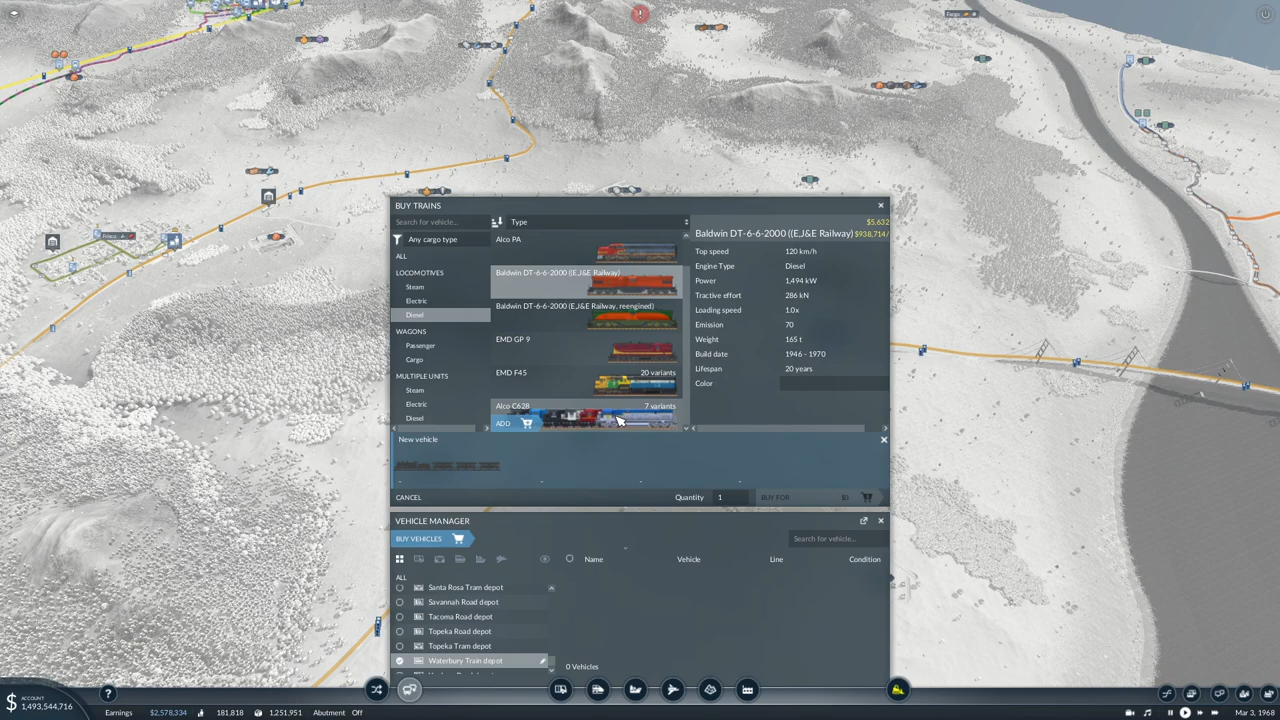 Fargo
Frisco
BUY TRAINS
Search for vehicle...
Type
$5,632
Any cargo type
ALL
LOCOMOTIVES
Steam
Electric
Diesel
WAGONS
Passenger
Cargo
MULTIPLE UNITS
Steam
Electric
Diesel
Alco PA
Baldwin DT-6-6-2000 ((E,J&E Railway)
Baldwin DT-6-6-2000 (E,J&E Railway, reengined)
EMD GP 9
EMD F45
20 variants
Alco C628
7 variants
ADD
Baldwin DT-6-6-2000 ((E,J&E Railway)
$938,714/
Top speed
120 km/h
Engine Type
Diesel
Power
1,494 kW
Tractive effort
286 kN
Loading speed
1.0x
Emission
70
Weight
165 t
Build date
1946 - 1970
Lifespan
20 years
Color
New vehicle
-
-
-
-
CANCEL
Quantity
1
BUY FOR
$0
VEHICLE MANAGER
BUY VEHICLES
Search for vehicle...
Name
Vehicle
Line
Condition
ALL
Santa Rosa Tram depot
Savannah Road depot
Tacoma Road depot
Topeka Road depot
Topeka Tram depot
Waterbury Train depot
0 Vehicles
$
ACCOUNT
1,493,544,716
?
Earnings
$2,578,334
181,818
1,251,951
Abutment
Off
Mar 3, 1968